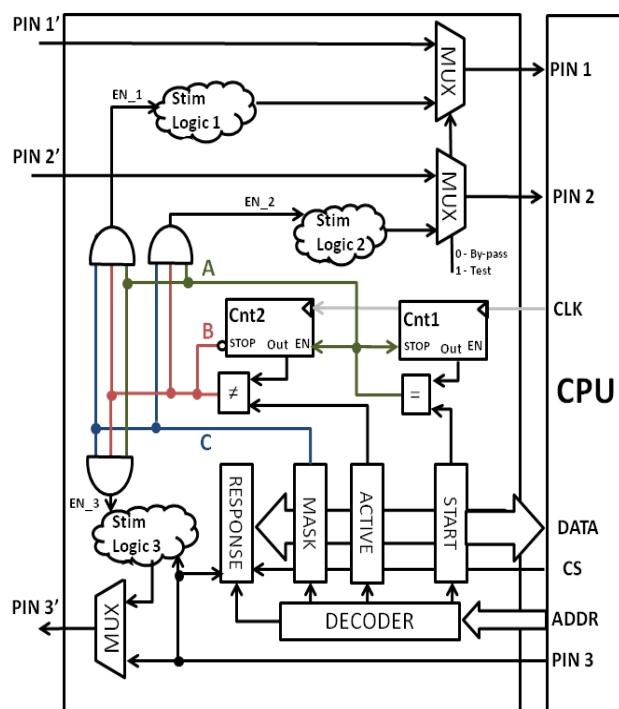 PIN 1’
MUX
PIN 1
EN_1
Stim
Logic 1
PIN 2’
MUX
PIN 2
EN_2
Stim
Logic 2
0 - By-pass
1 - Test
A
Cnt2
STOP
Out EN
Cnt1
STOP
Out EN
CLK
B
≠
=
CPU
C
EN_3
Stim
Logic 3
RESPONSE
MASK
ACTIVE
START
DATA
CS
DECODER
ADDR
PIN 3’
MUX
PIN 3